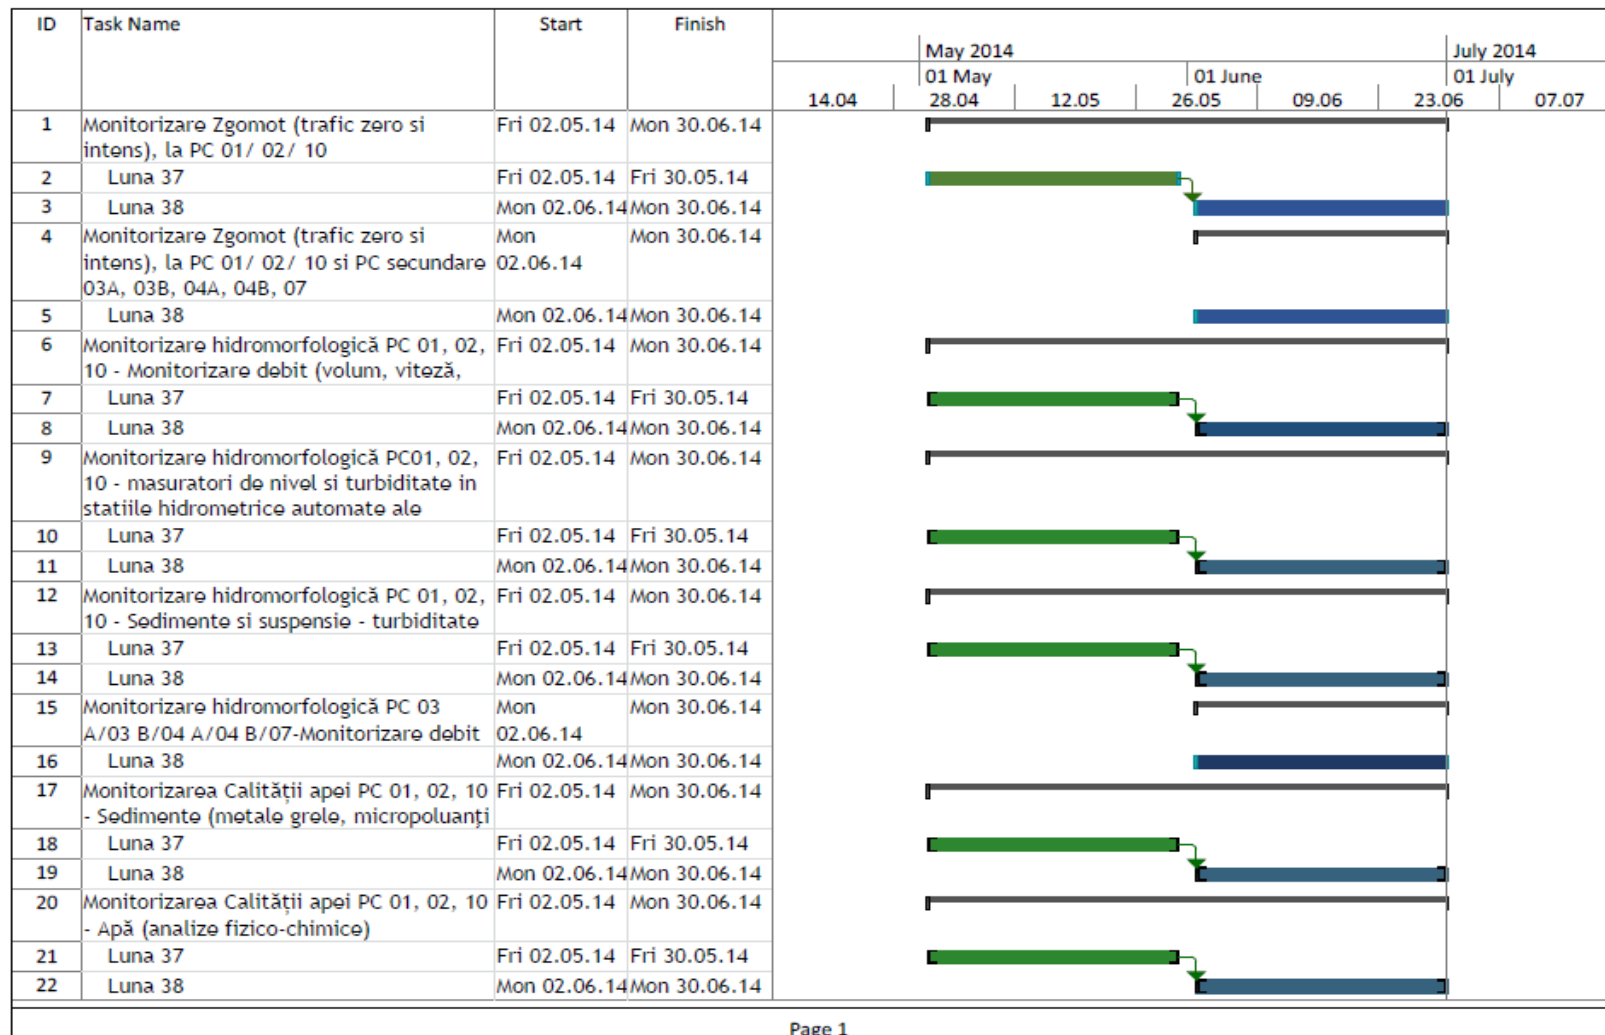 ID Task Name Start Finish
May 2014 July 2014
01 May 01 June 01 July
14.04 28.04 12.05 26.05 09.06 23.06 07.07
1 Monitorizare Zgomot (trafic zero si Fri 02.05.14 Mon 30.06.14
intens), la PC 01/ 02/ 10
2 Luna 37 Fri 02.05.14 Fri 30.05.14
3 Luna 38 Mon 02.06.14 Mon 30.06.14
4 Monitorizare Zgomot (trafic zero si Mon Mon 30.06.14
intens), la PC 01/ 02/ 10 si PC secundare 02.06.14
03A, 03B, 04A, 04B, 07
5 Luna 38 Mon 02.06.14 Mon 30.06.14
6 Monitorizare hidromorfologică PC 01, 02, Fri 02.05.14 Mon 30.06.14
10 - Monitorizare debit (volum, viteză,
7 Luna 37 Fri 02.05.14 Fri 30.05.14
8 Luna 38 Mon 02.06.14 Mon 30.06.14
9 Monitorizare hidromorfologică PC01, 02, Fri 02.05.14 Mon 30.06.14
10 - masuratori de nivel si turbiditate in
statiile hidrometrice automate ale
10 Luna 37 Fri 02.05.14 Fri 30.05.14
11 Luna 38 Mon 02.06.14 Mon 30.06.14
12 Monitorizare hidromorfologică PC 01, 02, Fri 02.05.14 Mon 30.06.14
10 - Sedimente si suspensie - turbiditate
13 Luna 37 Fri 02.05.14 Fri 30.05.14
14 Luna 38 Mon 02.06.14 Mon 30.06.14
15 Monitorizare hidromorfologică PC 03 Mon Mon 30.06.14
A/03 B/04 A/04 B/07-Monitorizare debit 02.06.14
16 Luna 38 Mon 02.06.14 Mon 30.06.14
17 Monitorizarea Calității apei PC 01, 02, 10 Fri 02.05.14 Mon 30.06.14
- Sedimente (metale grele, micropoluanți
18 Luna 37 Fri 02.05.14 Fri 30.05.14
19 Luna 38 Mon 02.06.14 Mon 30.06.14
20 Monitorizarea Calității apei PC 01, 02, 10 Fri 02.05.14 Mon 30.06.14
- Apă (analize fizico-chimice)
21 Luna 37 Fri 02.05.14 Fri 30.05.14
22 Luna 38 Mon 02.06.14 Mon 30.06.14
Page 1